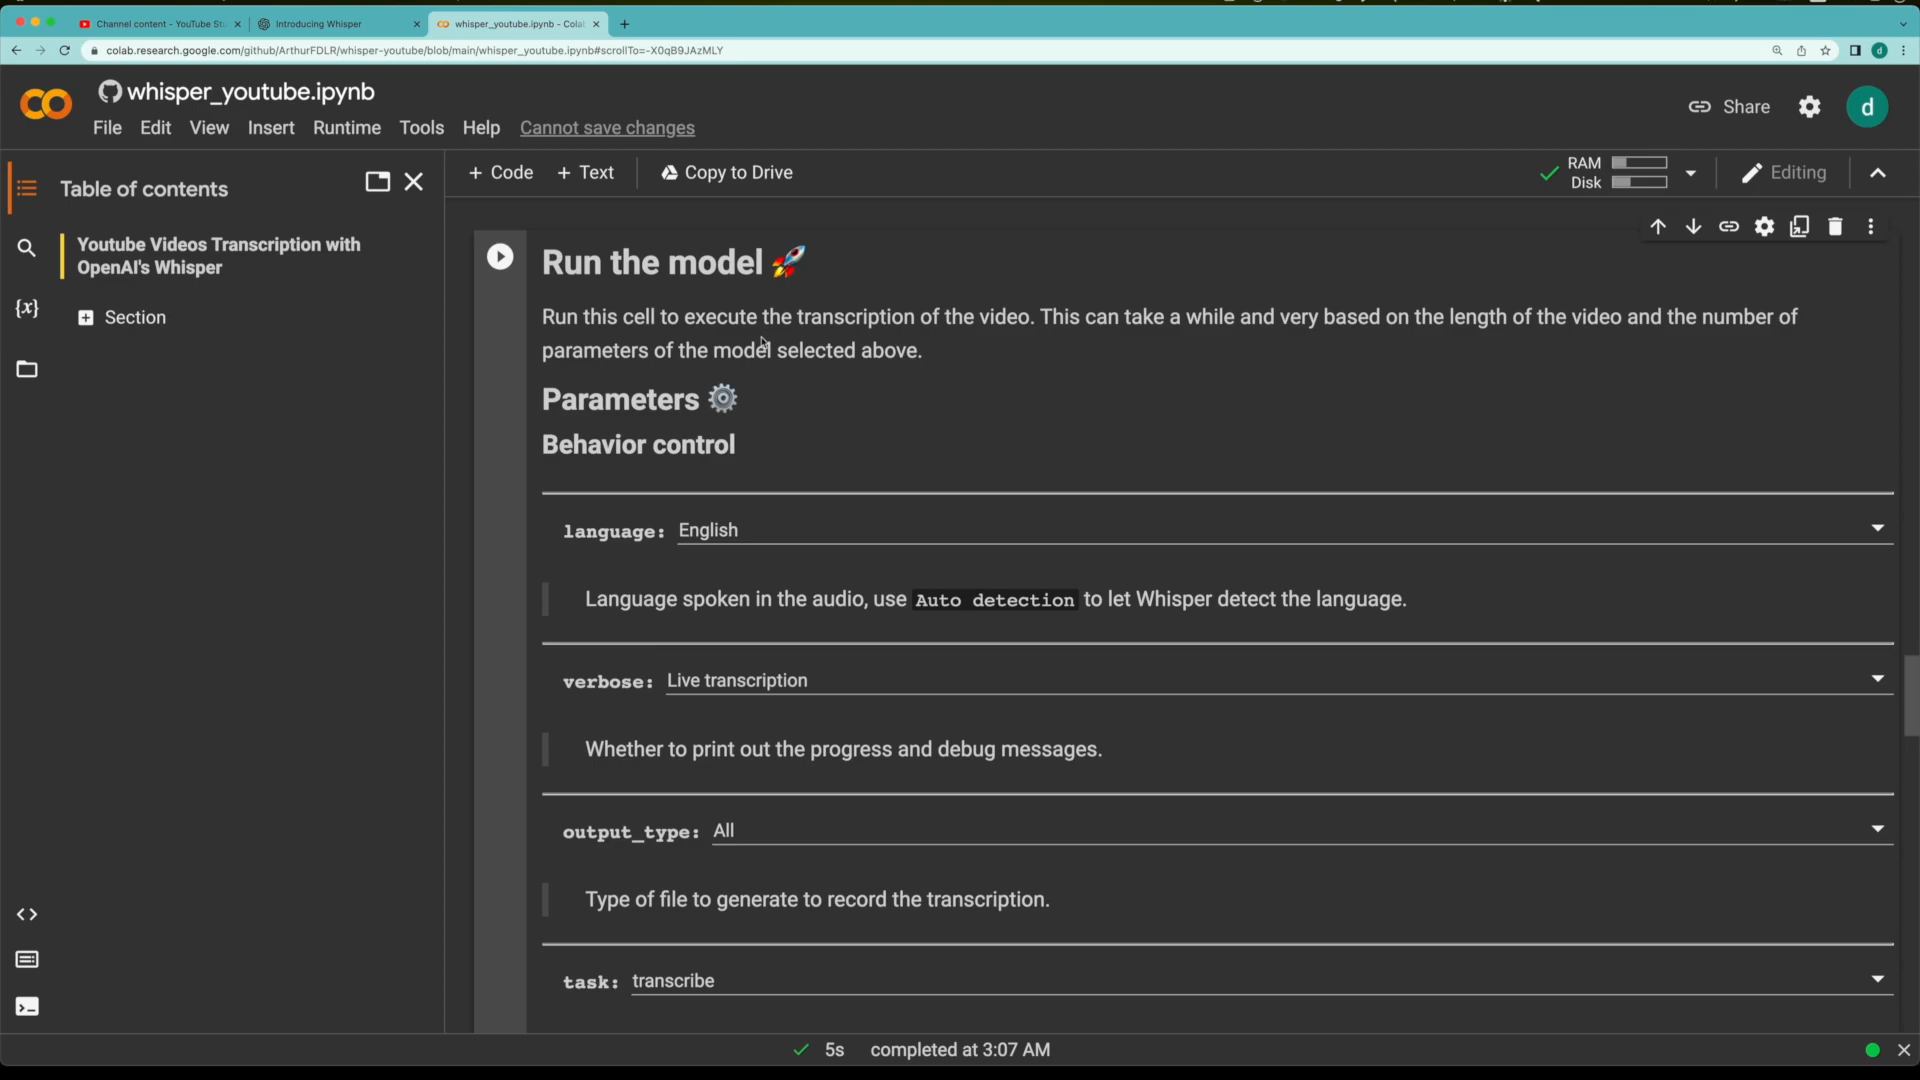 Channel content - YouTube St
Introducing Whisper
whisper_youtube.ipynb - Cola
colab.research.google.com/github/ArthurFDLR/whisper-youtube/blob/main/whisper_youtube.ipynb#scrollTo=-X0qB9JAzMLY
d
CO
whisper_youtube.ipynb
File Edit View Insert Runtime Tools Help Cannot save changes
Share
d
Table of contents
+ Code + Text Copy to Drive
RAM
Disk
Editing
Youtube Videos Transcription with
OpenAI's Whisper
{x}
Section
Run the model 🚀
Run this cell to execute the transcription of the video. This can take a while and very based on the length of the video and the number of
parameters of the model selected above.
Parameters ⚙️
Behavior control
language: English
Language spoken in the audio, use Auto detection to let Whisper detect the language.
verbose: Live transcription
Whether to print out the progress and debug messages.
output_type: All
Type of file to generate to record the transcription.
task: transcribe
5s completed at 3:07 AM